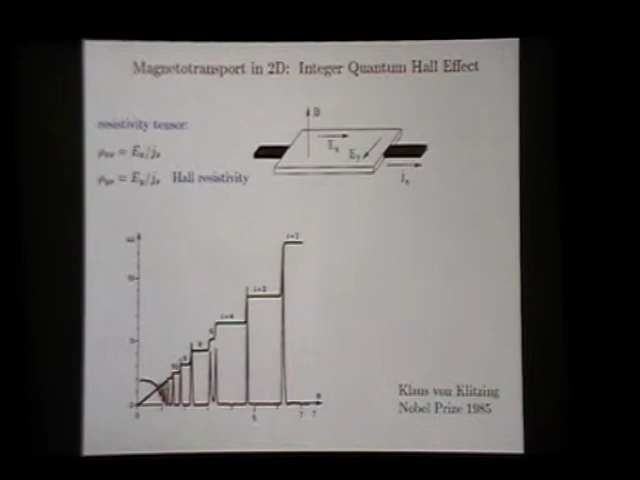 Magnetotransport in 2D: Integer Quantum Hall Effect
B
resistivity tensor:
ρxx = Ex/jx
Ex
Ey
ρyx = Ey/jx Hall resistivity
jx
i=2
i=3
i=4
Klaus von Klitzing
Nobel Prize 1985